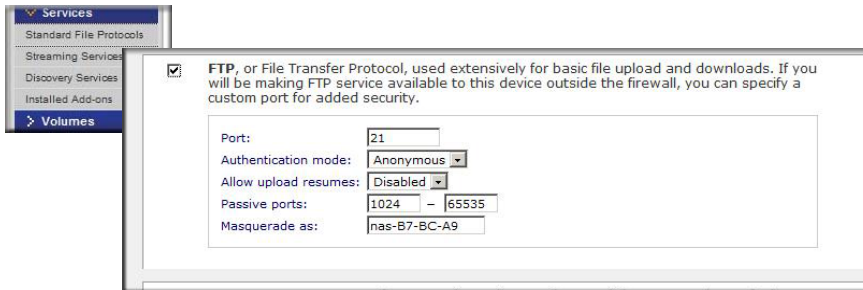 Services
Standard File Protocols
Streaming Services
Discovery Services
Installed Add-ons
Volumes
FTP, or File Transfer Protocol, used extensively for basic file upload and downloads. If you
will be making FTP service available to this device outside the firewall, you can specify a
custom port for added security.
Port: 21
Authentication mode: Anonymous
Allow upload resumes: Disabled
Passive ports: 1024 – 65535
Masquerade as: nas-B7-BC-A9